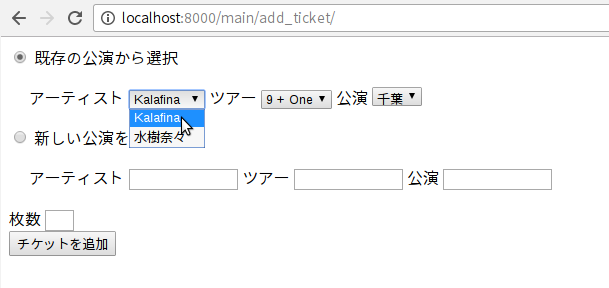 localhost:8000/main/add_ticket/
既存の公演から選択
アーティスト Kalafina ツアー 9 + One 公演 千葉
Kalafina
水樹奈々
新しい公演を
アーティスト ツアー 公演
枚数
チケットを追加